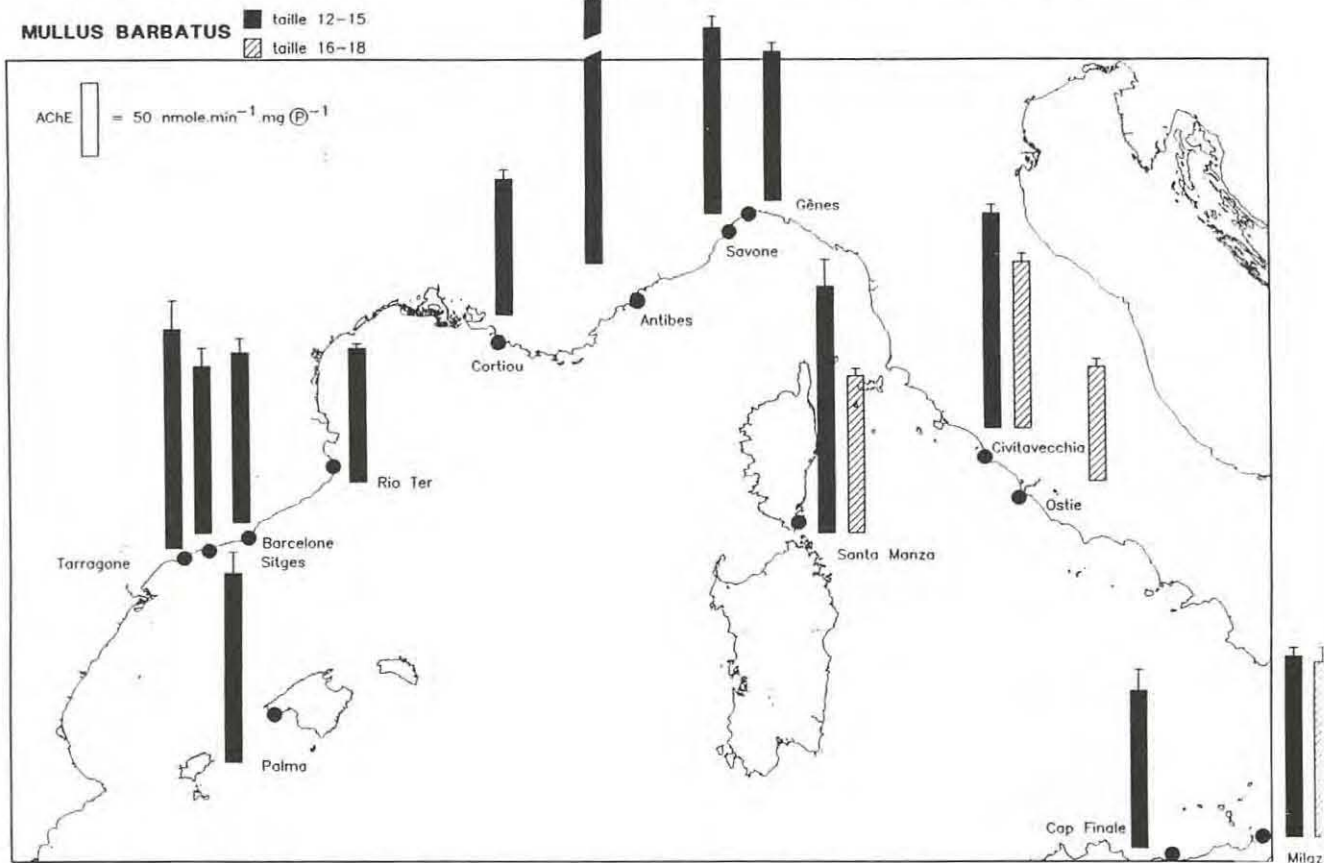 MULLUS BARBATUS
taille 12-15
taille 16-18
AChE = 50 nmole.min⁻¹.mg Ⓟ⁻¹
Gênes
Savone
Antibes
Cortiou
Civitavecchia
Rio Ter
Ostie
Barcelone
Santa Manza
Tarragone
Sitges
Palma
Cap Finale
Milaz